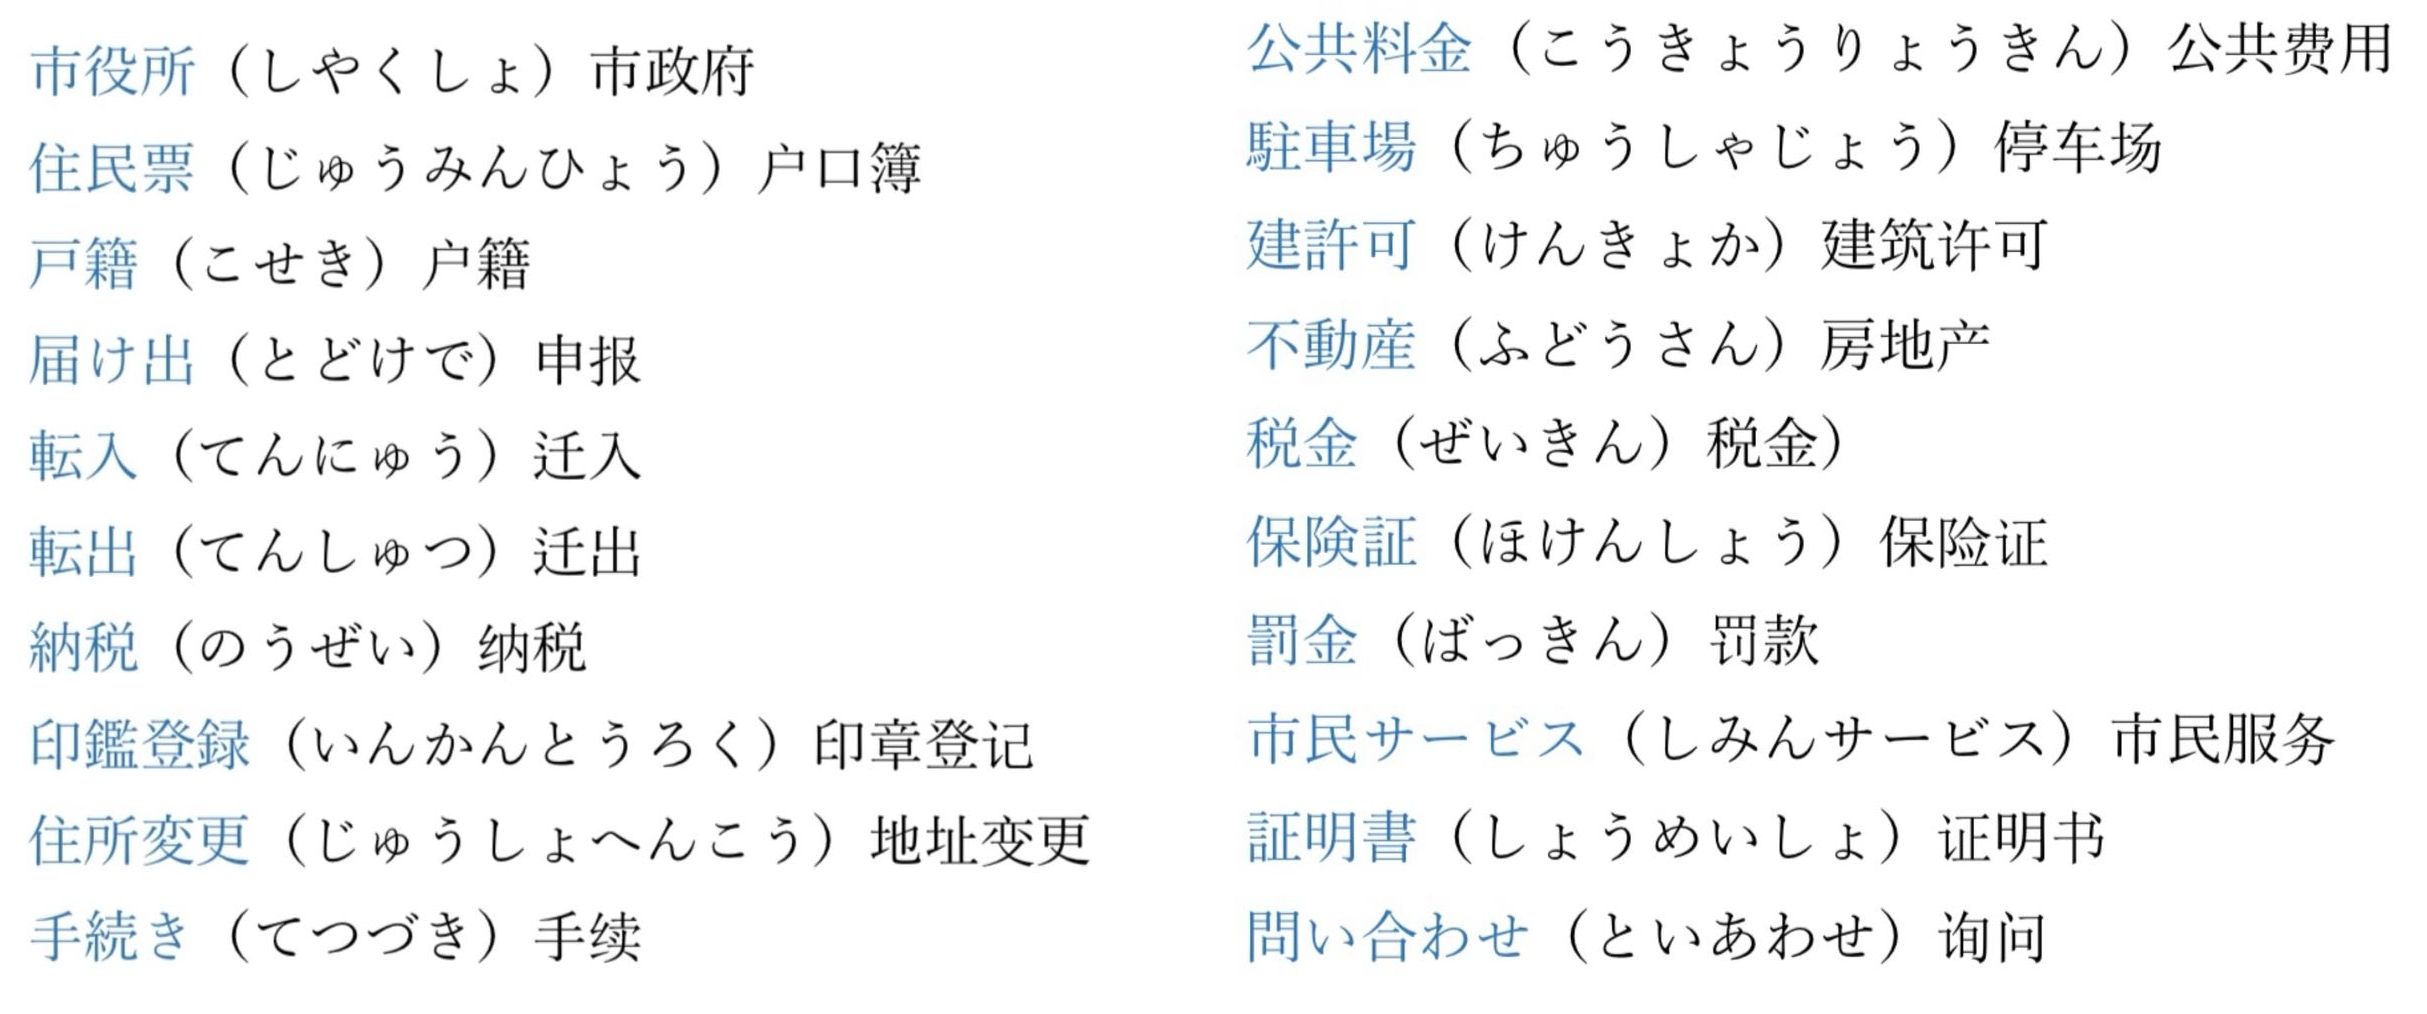 市役所（しやくしょ）市政府
住民票（じゅうみんひょう）户口簿
戸籍（こせき）户籍
届け出（とどけで）申报
転入（てんにゅう）迁入
転出（てんしゅつ）迁出
納税（のうぜい）纳税
印鑑登録（いんかんとうろく）印章登记
住所変更（じゅうしょへんこう）地址变更
手続き（てつづき）手续
公共料金（こうきょうりょうきん）公共费用
駐車場（ちゅうしゃじょう）停车场
建許可（けんきょか）建筑许可
不動産（ふどうさん）房地产
税金（ぜいきん）税金）
保険証（ほけんしょう）保险证
罰金（ばっきん）罚款
市民サービス（しみんサービス）市民服务
証明書（しょうめいしょ）证明书
問い合わせ（といあわせ）询问